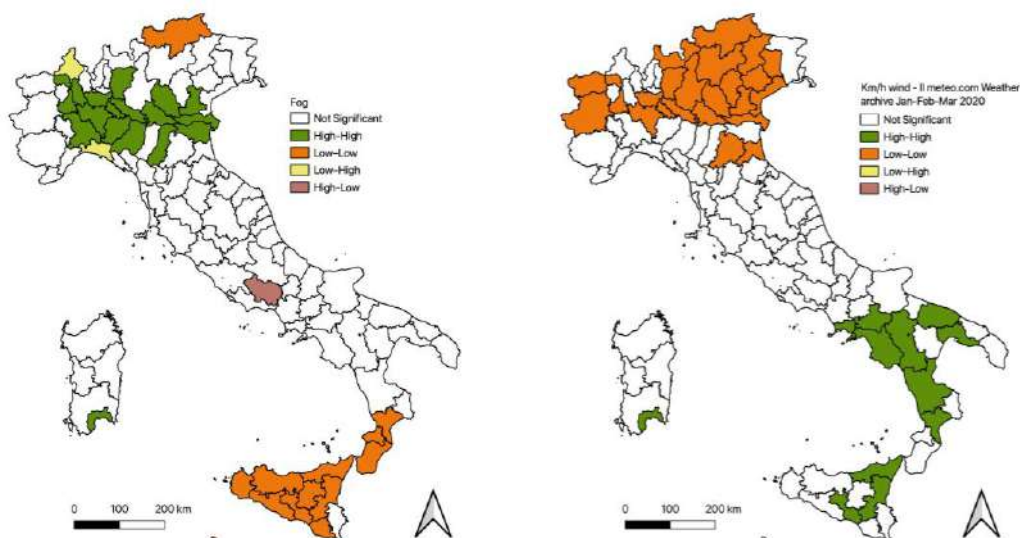 Fog
Not Significant
High-High
Low-Low
Low-High
High-Low
0 100 200 km
Km/h wind - Il meteo.com Weather
archive Jan-Feb-Mar 2020
Not Significant
High-High
Low-Low
Low-High
High-Low
0 100 200 km